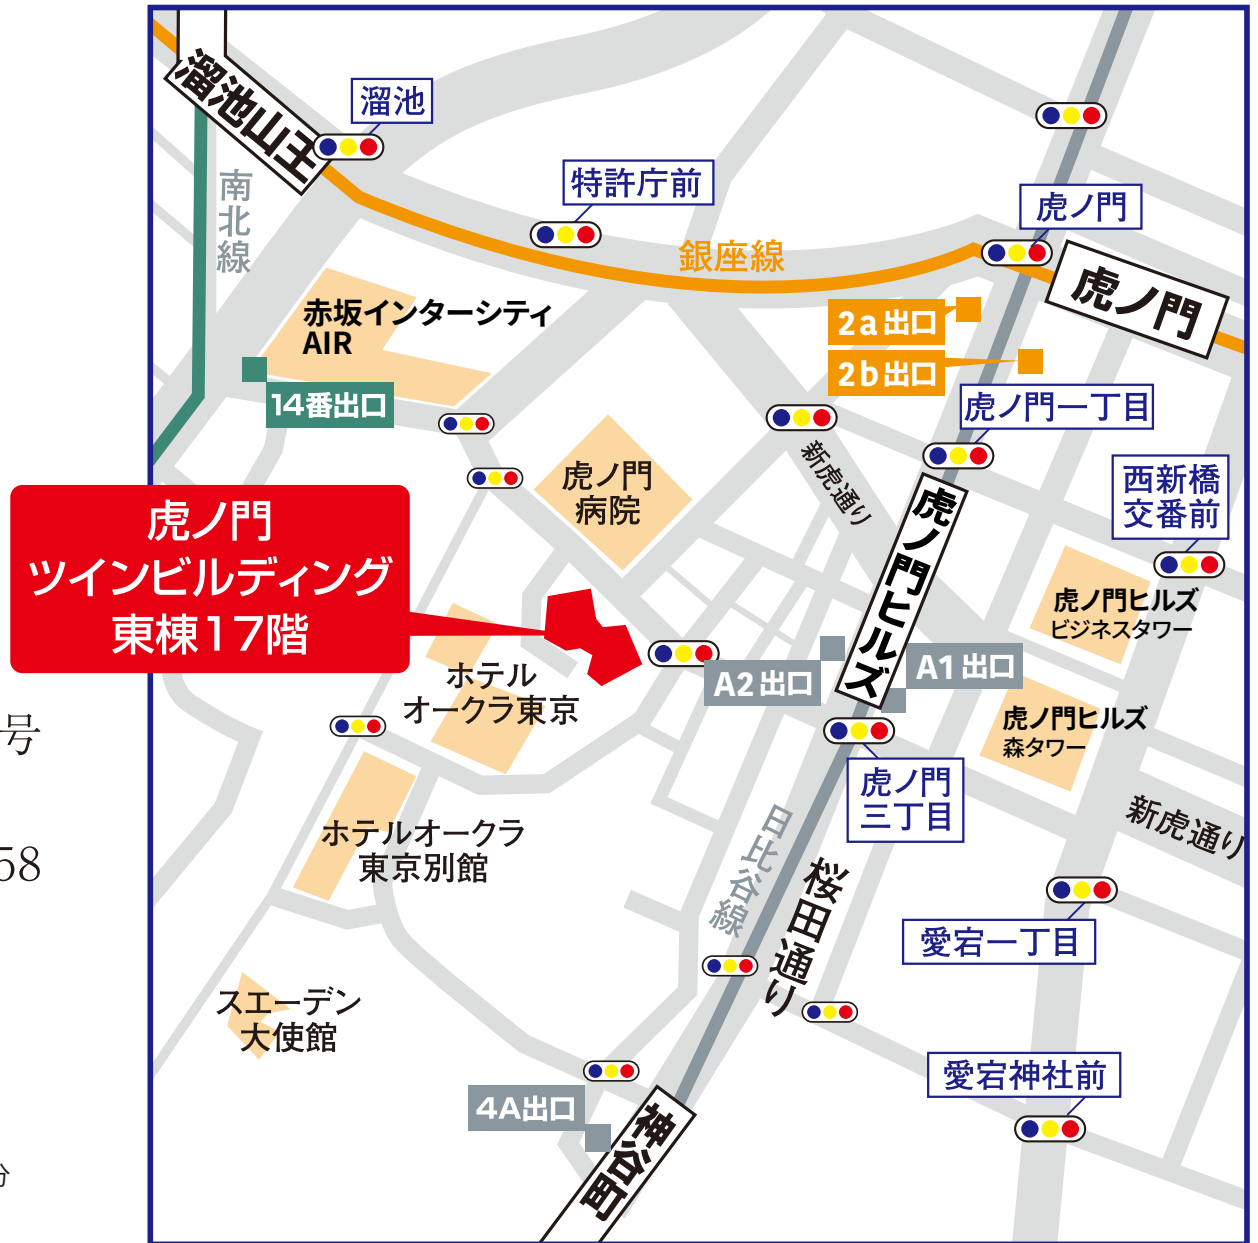 溜池山王
溜池
南北線
特許庁前
銀座線
虎ノ門
虎ノ門
赤坂インターシティ
AIR
2a出口
2b出口
14番出口
虎ノ門一丁目
新虎通り
虎ノ門
病院
西新橋
交番前
虎ノ門
ツインビルディング
東棟17階
虎ノ門ヒルズ
虎ノ門ヒルズ
ビジネスタワー
A2出口
A1出口
ホテル
オークラ東京
虎ノ門ヒルズ
森タワー
号
虎ノ門
三丁目
新虎通り
ホテルオークラ
東京別館
58
日比谷線
桜田通り
愛宕一丁目
スエーデン
大使館
愛宕神社前
4A出口
神谷町
分